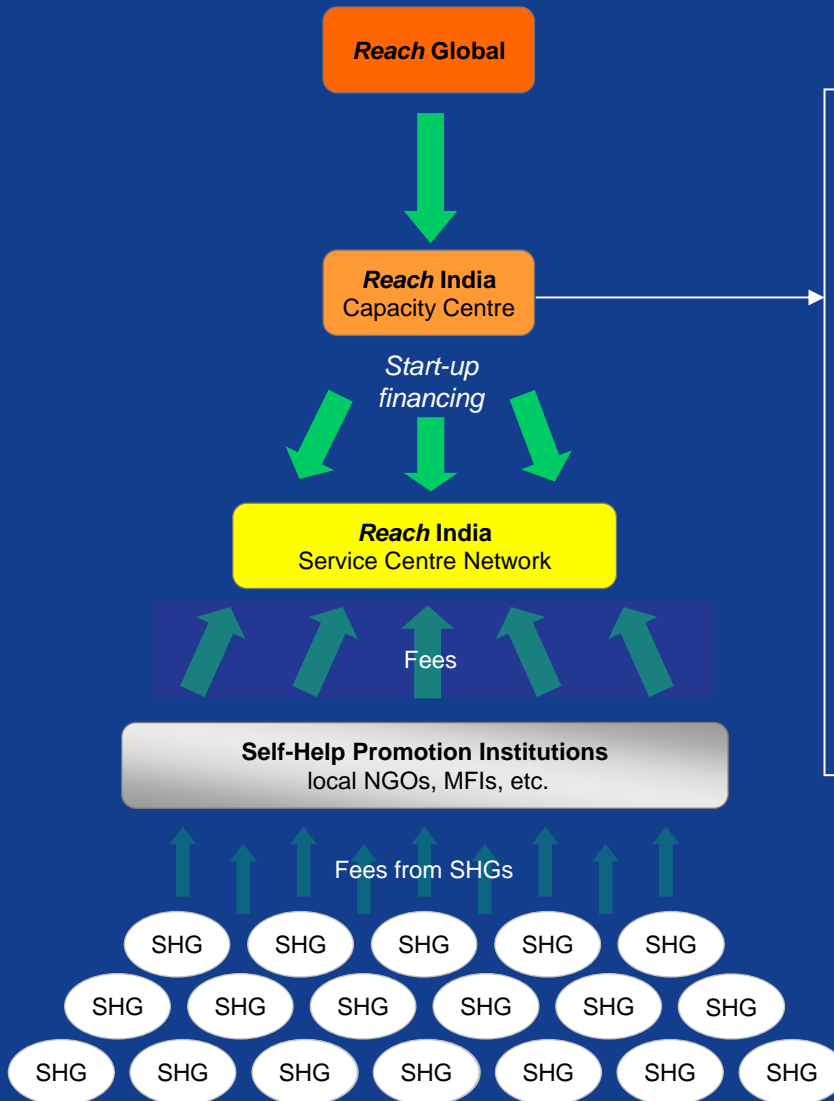 Reach Global
Reach India
Capacity Centre
Start-up
financing
Reach India
Service Centre Network
Fees
Self-Help Promotion Institutions
local NGOs, MFIs, etc.
Fees from SHGs
SHG SHG SHG SHG SHG
SHG SHG SHG SHG SHG SHG
SHG SHG SHG SHG SHG SHG SHG